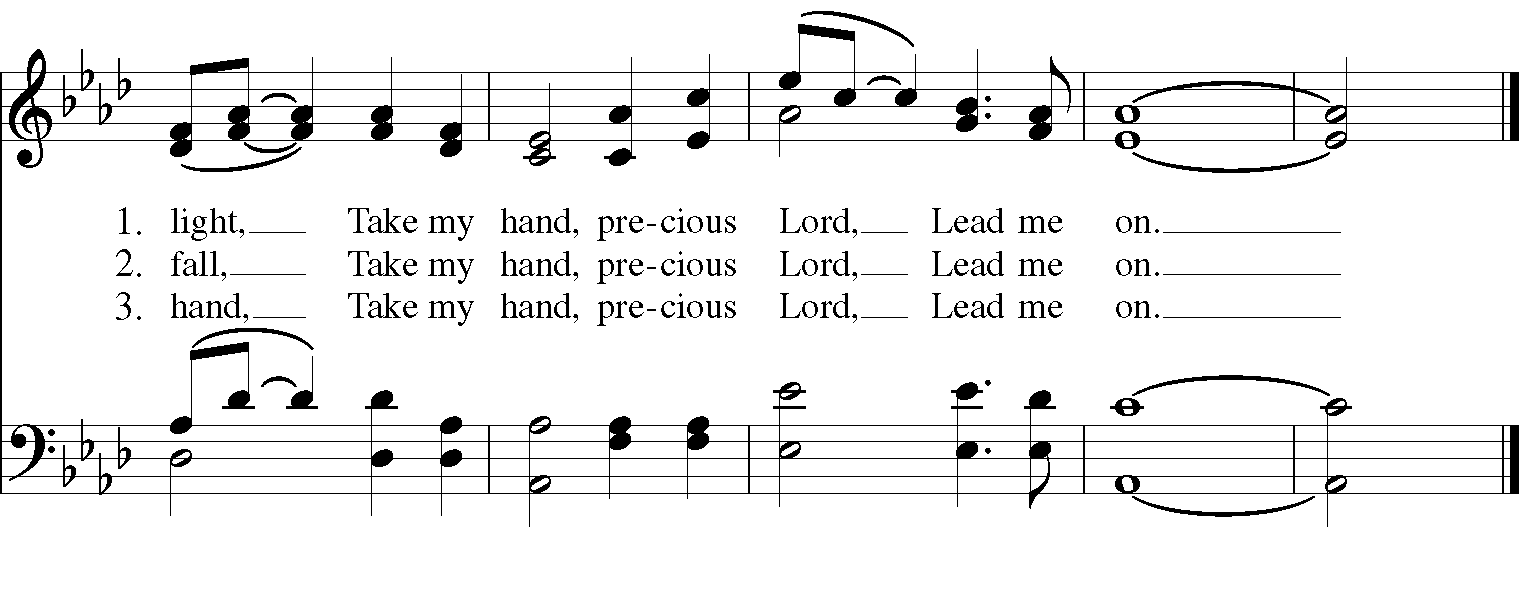 1. light, Take my hand, pre-cious Lord, Lead me on.
2. fall, Take my hand, pre-cious Lord, Lead me on.
3. hand, Take my hand, pre-cious Lord, Lead me on.